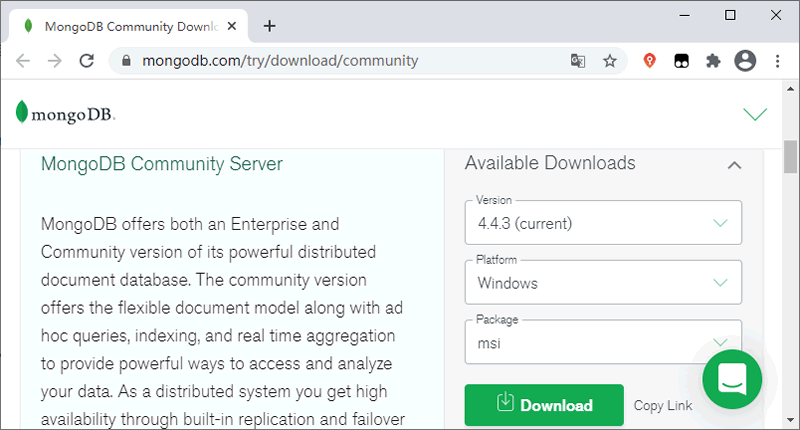 MongoDB Community Downl
mongodb.com/try/download/community
mongoDB.
MongoDB Community Server
MongoDB offers both an Enterprise and
Community version of its powerful distributed
document database. The community version
offers the flexible document model along with ad
hoc queries, indexing, and real time aggregation
to provide powerful ways to access and analyze
your data. As a distributed system you get high
availability through built-in replication and failover
Available Downloads
Version
4.4.3 (current)
Platform
Windows
Package
msi
Download
Copy Link